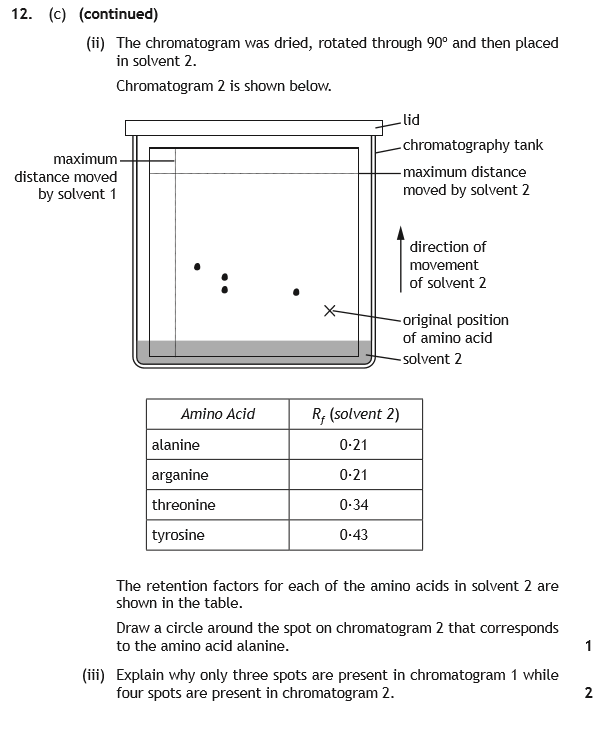 12. (c) (continued)
(ii) The chromatogram was dried, rotated through 90° and then placed
in solvent 2.
Chromatogram 2 is shown below.
lid
chromatography tank
maximum
distance moved
by solvent 1
maximum distance
moved by solvent 2
direction of
movement
of solvent 2
original position
of amino acid
solvent 2
Amino Acid Rf (solvent 2)
alanine 0·21
arganine 0·21
threonine 0·34
tyrosine 0·43
The retention factors for each of the amino acids in solvent 2 are
shown in the table.
Draw a circle around the spot on chromatogram 2 that corresponds
to the amino acid alanine. 1
(iii) Explain why only three spots are present in chromatogram 1 while
four spots are present in chromatogram 2. 2